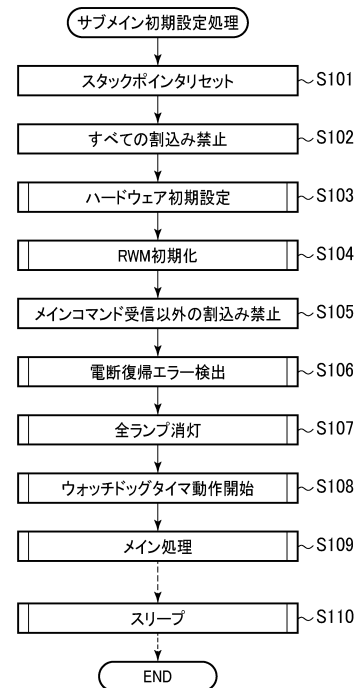 サブメイン初期設定処理
スタックポインタリセット
S101
すべての割込み禁止
S102
ハードウェア初期設定
S103
RWM初期化
S104
メインコマンド受信以外の割込み禁止
S105
電断復帰エラー検出
S106
全ランプ消灯
S107
ウォッチドッグタイマ動作開始
S108
メイン処理
S109
スリープ
S110
END